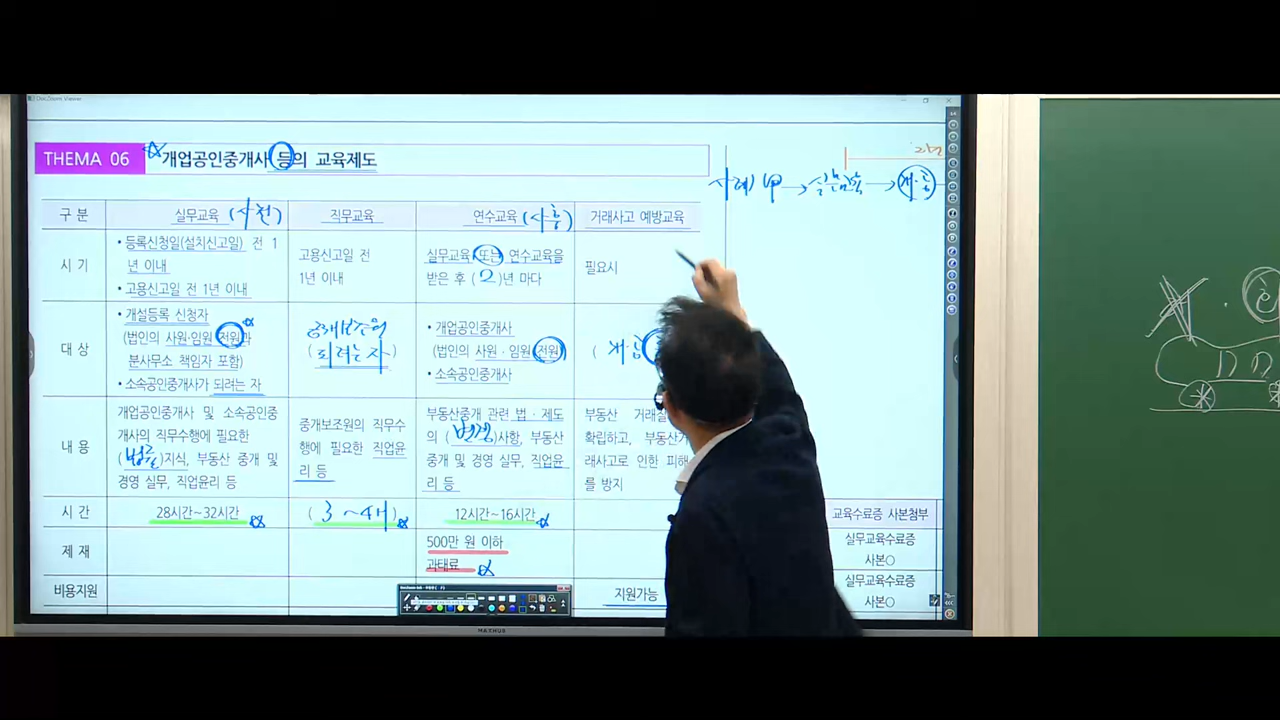 THEMA 06 개업공인중개사 등의 교육제도
구 분 실무교육 (사전) 직무교육 연수교육 (사후) 거래사고 예방교육
시 기
• 등록신청일(설치신고일) 전 1
년 이내
• 고용신고일 전 1년 이내
고용신고일 전
1년 이내
실무교육 또는 연수교육을
받은 후 ( 2 )년 마다
필요시
대 상
• 개설등록 신청자
(법인의 사원·임원 전원과
분사무소 책임자 포함)
• 소속공인중개사가 되려는 자
중개보조원
( 되려는 자 )
• 개업공인중개사
(법인의 사원·임원 전원)
• 소속공인중개사
(
내 용
개업공인중개사 및 소속공인중
개사의 직무수행에 필요한
(법률)지식, 부동산 중개 및
경영 실무, 직업윤리 등
중개보조원의 직무수
행에 필요한 직업윤
리 등
부동산중개 관련 법·제도
의 (변경)사항, 부동산
중개 및 경영 실무, 직업윤
리 등
부동산 거래질
확립하고, 부동산거
래사고로 인한 피해
를 방지
시 간 28시간~32시간 ( 3~4시 ) 12시간~16시간
제 재
500만 원 이하
과태료
비용지원 지원가능
교육수료증 사본첨부
실무교육수료증
사본○
실무교육수료증
사본○
사례) 甲 → 실무교육 →
MAXHUB